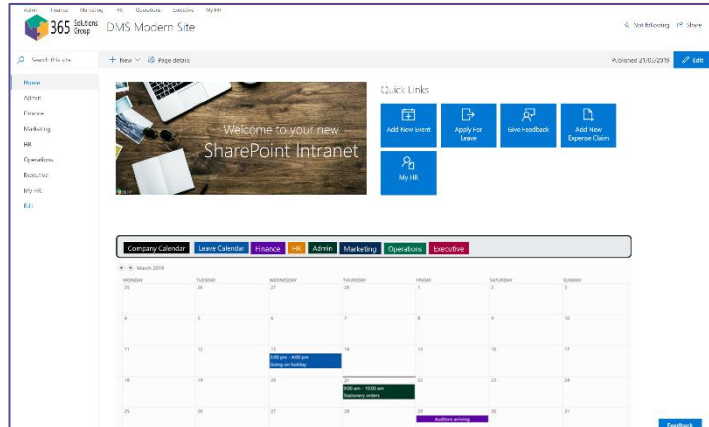 Admin Finance Marketing HR Operations Executive My HR
365 Solutions Group
DMS Modern Site
Not following Share
Search this site
+ New Page details
Published 21/03/2019 Edit
Home
Admin
Finance
Marketing
HR
Operations
Executive
My HR
Edit
Welcome to your new
SharePoint Intranet
Quick Links
Add New Event
Apply For Leave
Give Feedback
Add New Expense Claim
My HR
Company Calendar Leave Calendar Finance HR Admin Marketing Operations Executive
March 2019
MONDAY TUESDAY WEDNESDAY THURSDAY FRIDAY SATURDAY SUNDAY
25 26 27 28 1 2 3
4 5 6 7 8 9 10
11 12 13 14 15 16 17
3:00 pm - 4:00 pm
Going on holiday
18 19 20 21 22 23 24
9:00 am - 10:00 am
Stationery orders
25 26 27 28 29 30 31
Auditors arriving
Feedback